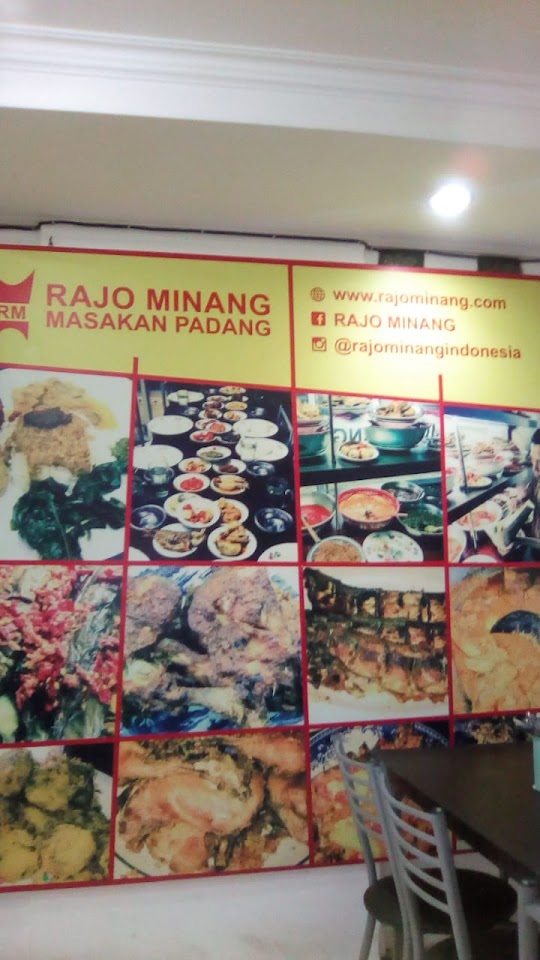 RM
RAJO MINANG
MASAKAN PADANG
www.rajominang.com
RAJO MINANG
@rajominangindonesia